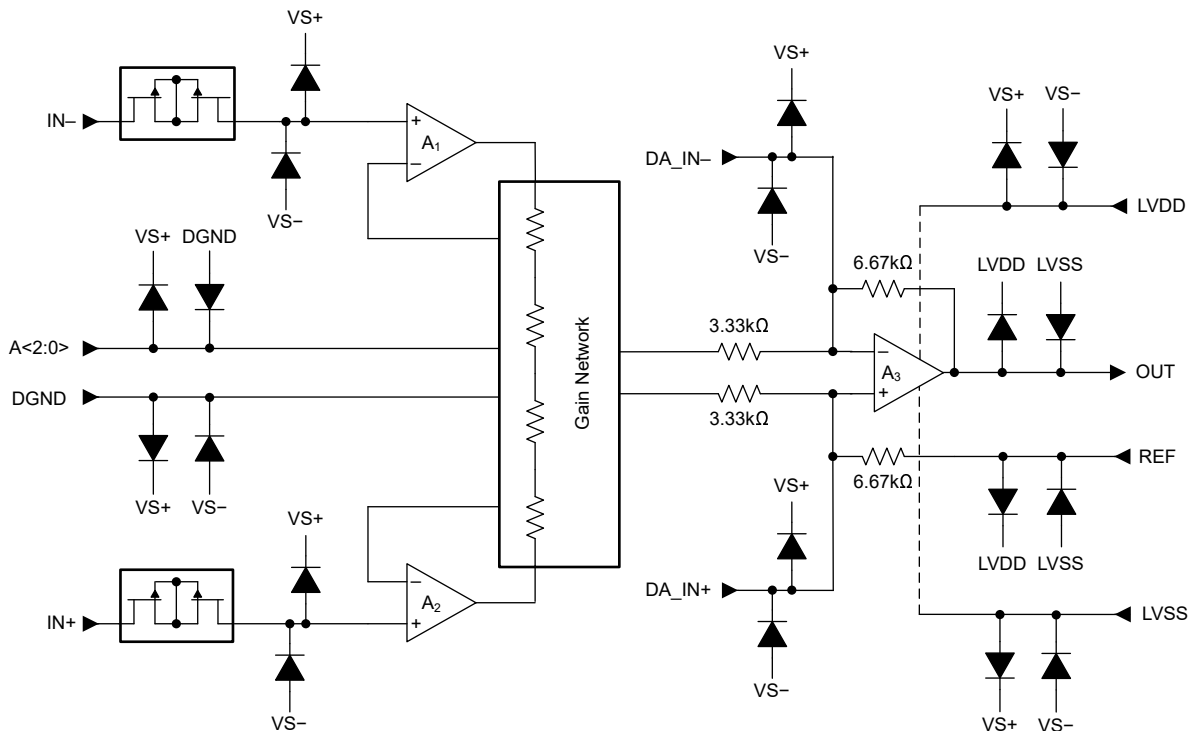 VS+
IN–
VS−
+
A1
−
VS+
DGND
A<2:0>
DGND
VS+
VS−
VS+
IN+
VS−
−
A2
+
Gain Network
3.33kΩ
3.33kΩ
VS+
DA_IN–
VS−
6.67kΩ
−
A3
+
6.67kΩ
VS+
DA_IN+
VS−
VS+
VS−
LVDD
LVDD
LVSS
OUT
REF
LVDD
LVSS
LVSS
VS+
VS−